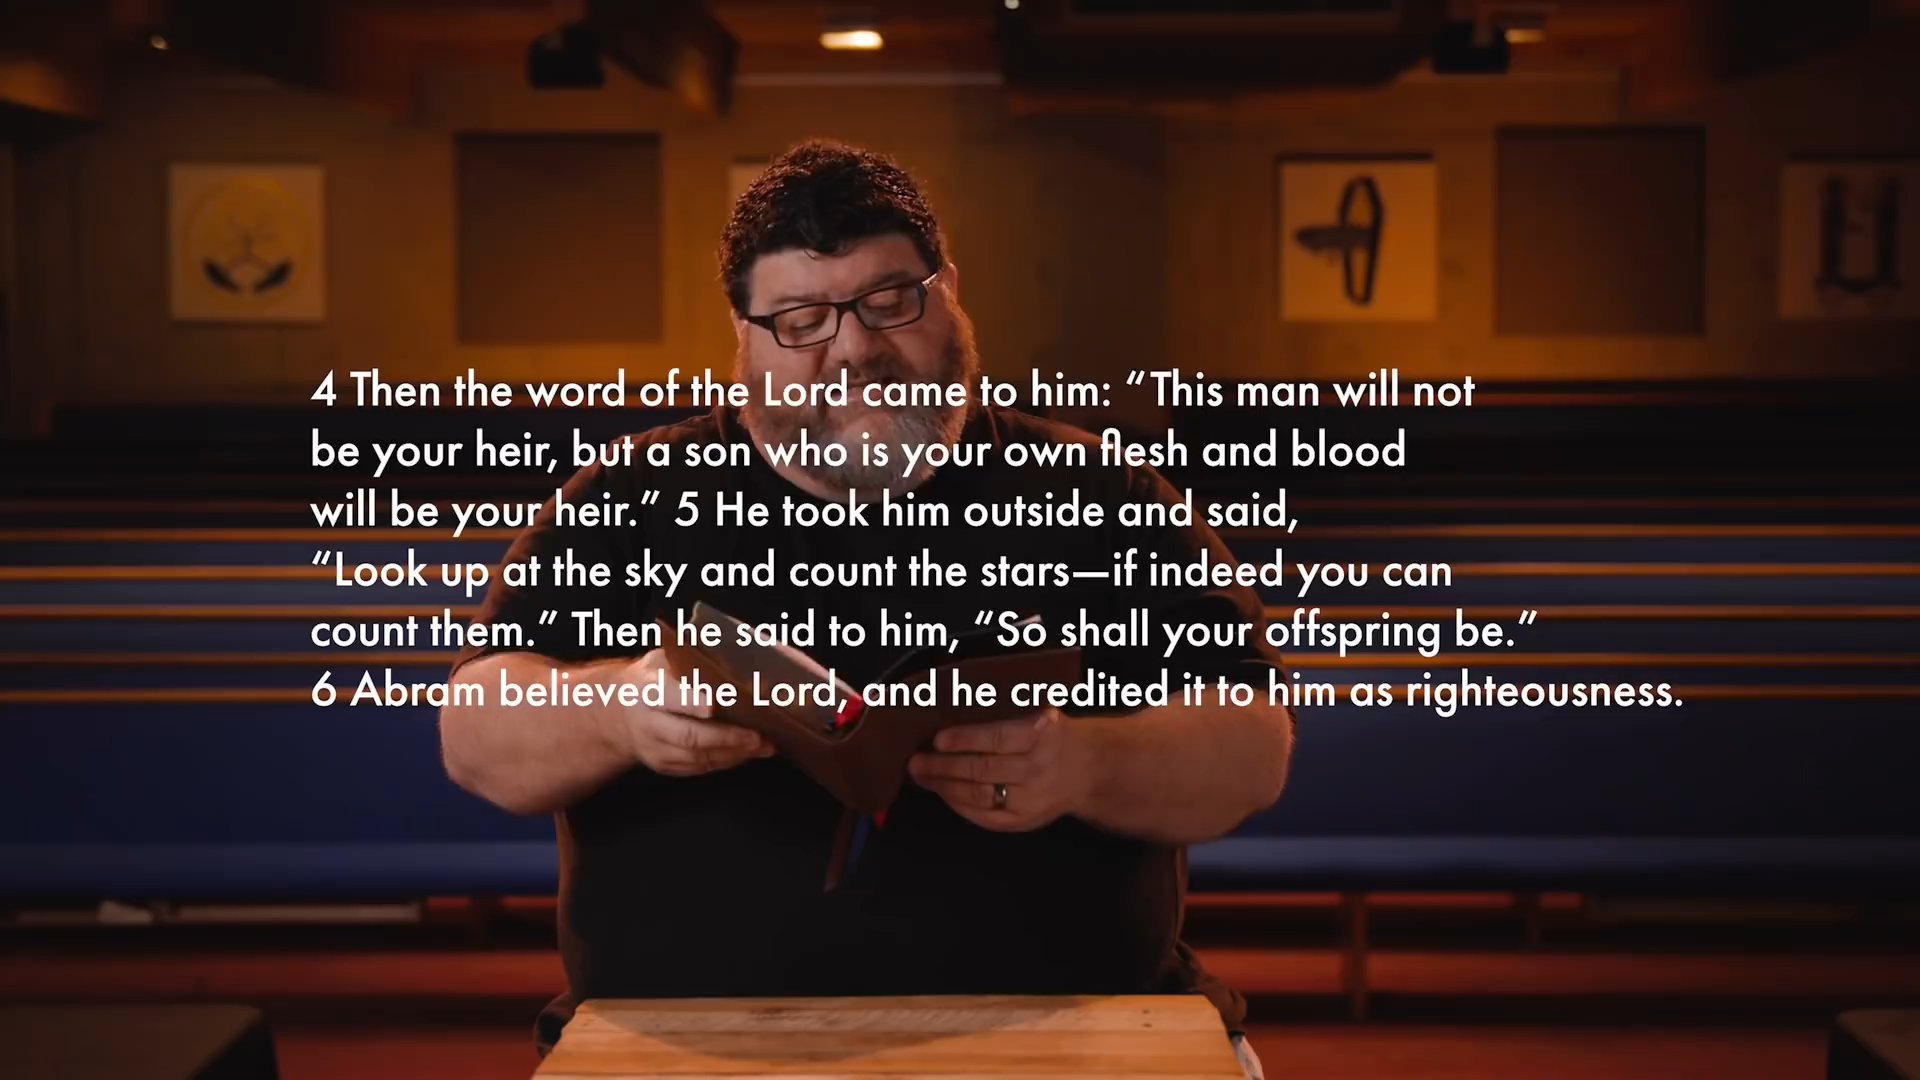 4 Then the word of the Lord came to him: “This man will not
be your heir, but a son who is your own flesh and blood
will be your heir.” 5 He took him outside and said,
“Look up at the sky and count the stars—if indeed you can
count them.” Then he said to him, “So shall your offspring be.”
6 Abram believed the Lord, and he credited it to him as righteousness.